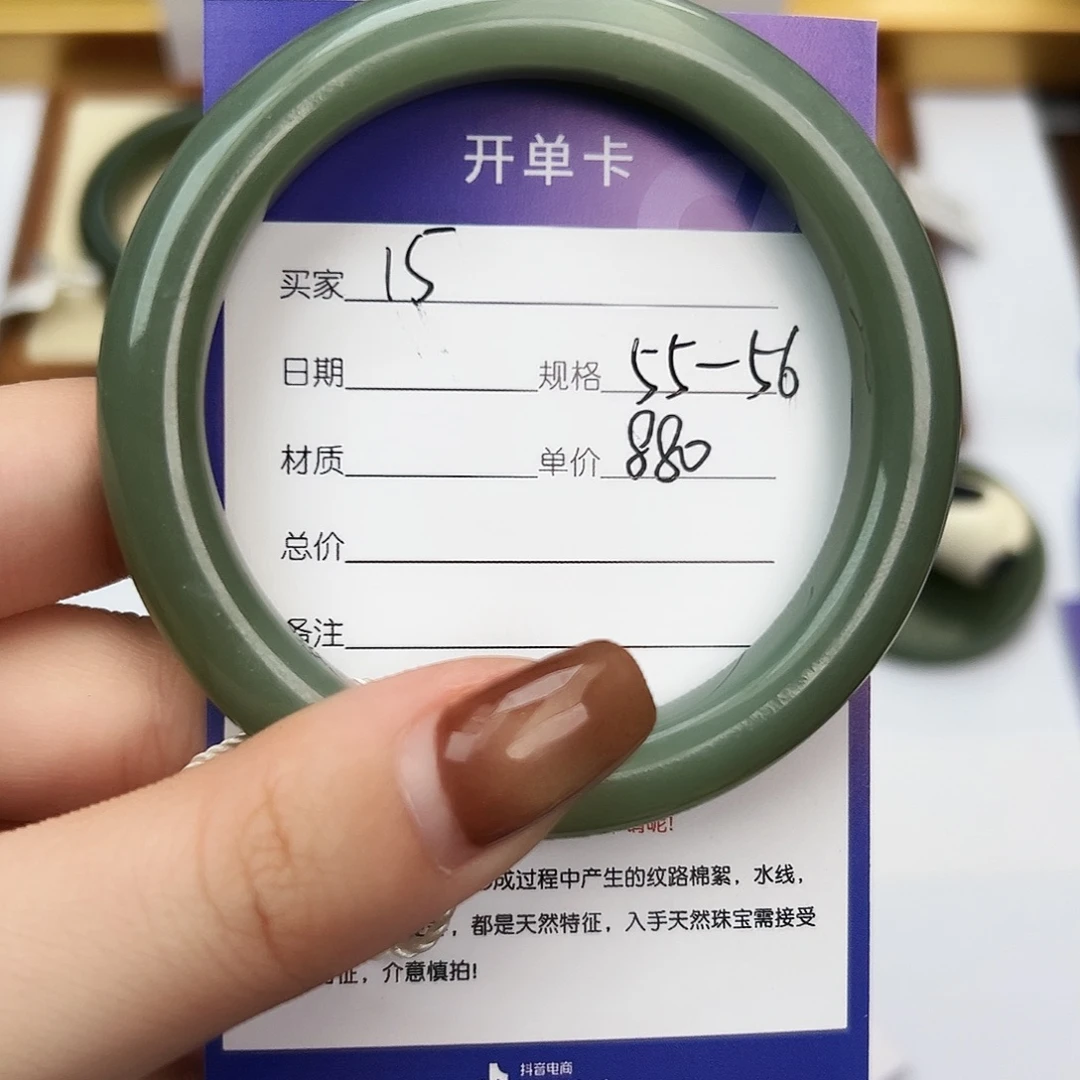 开单卡
买家 15
日期 规格 55-56
材质 单价 880
总价
备注
呢!
成过程中产生的纹路棉絮，水线，
，都是天然特征，入手天然珠宝需接受
征，介意慎拍!
抖音电商